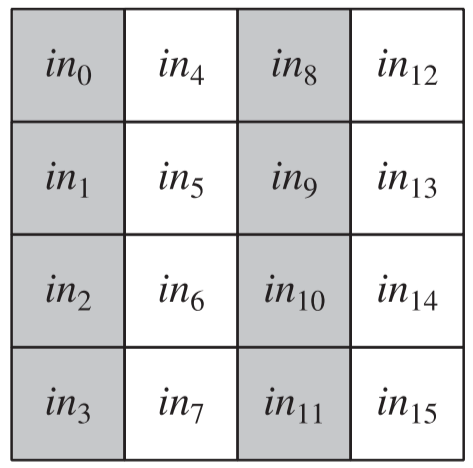 in₀ in₄ in₈ in₁₂
in₁ in₅ in₉ in₁₃
in₂ in₆ in₁₀ in₁₄
in₃ in₇ in₁₁ in₁₅